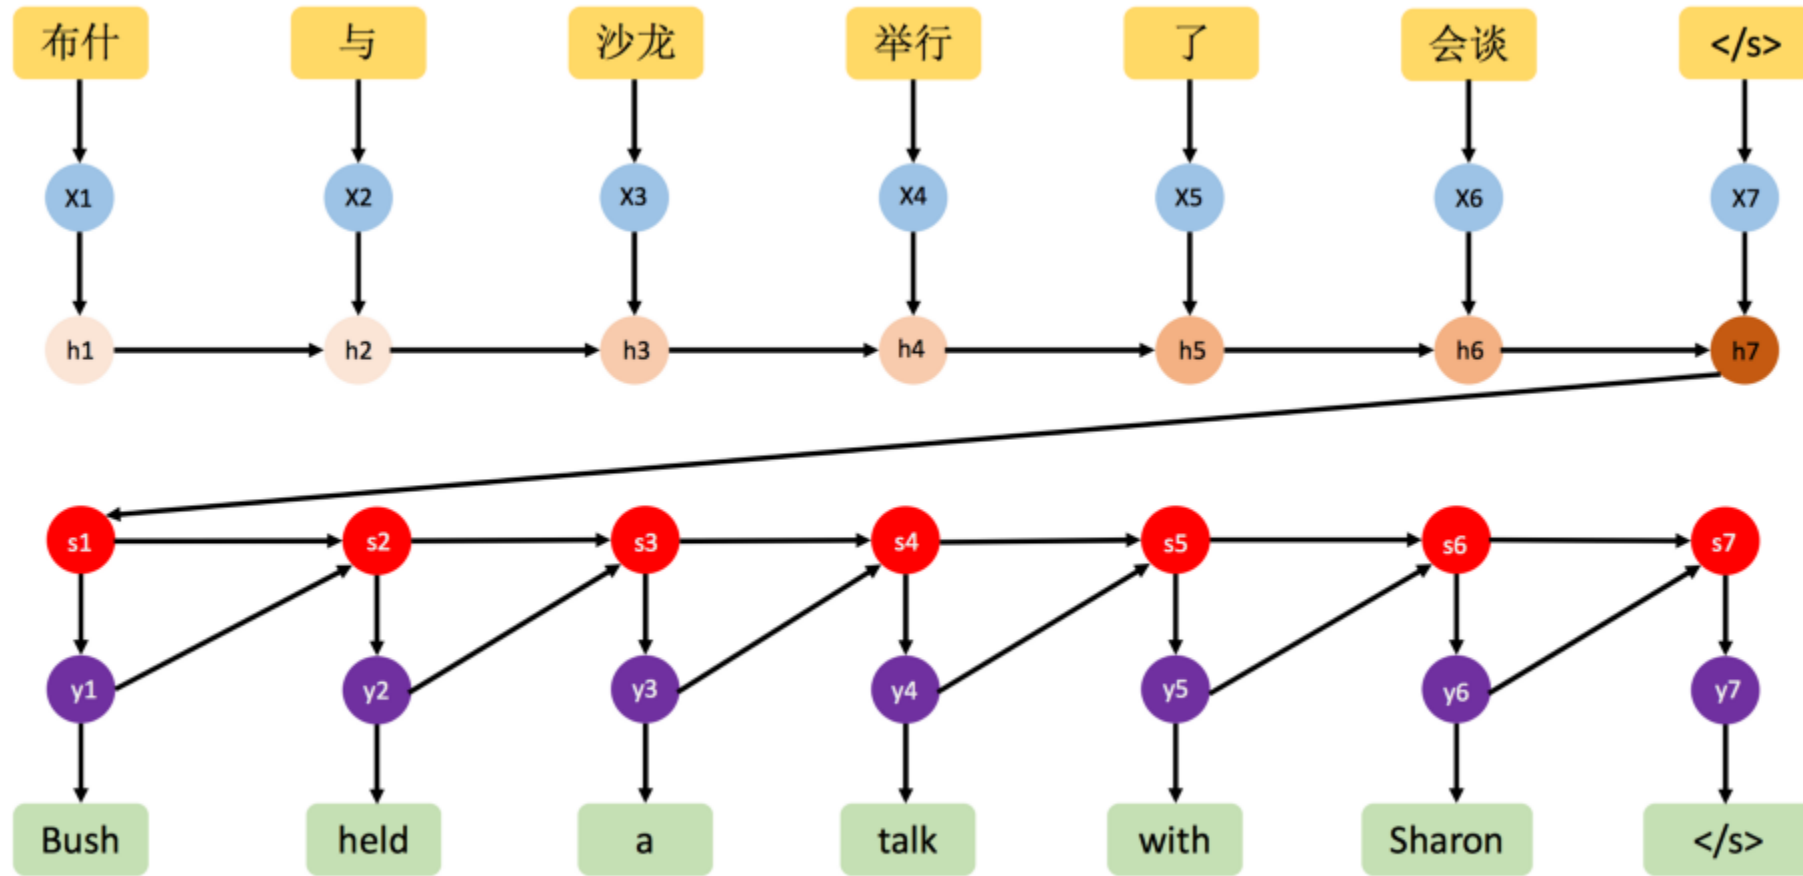 布什 与 沙龙 举行 了 会谈 </s>
X1 X2 X3 X4 X5 X6 X7
h1 h2 h3 h4 h5 h6 h7
s1 s2 s3 s4 s5 s6 s7
y1 y2 y3 y4 y5 y6 y7
Bush held a talk with Sharon </s>